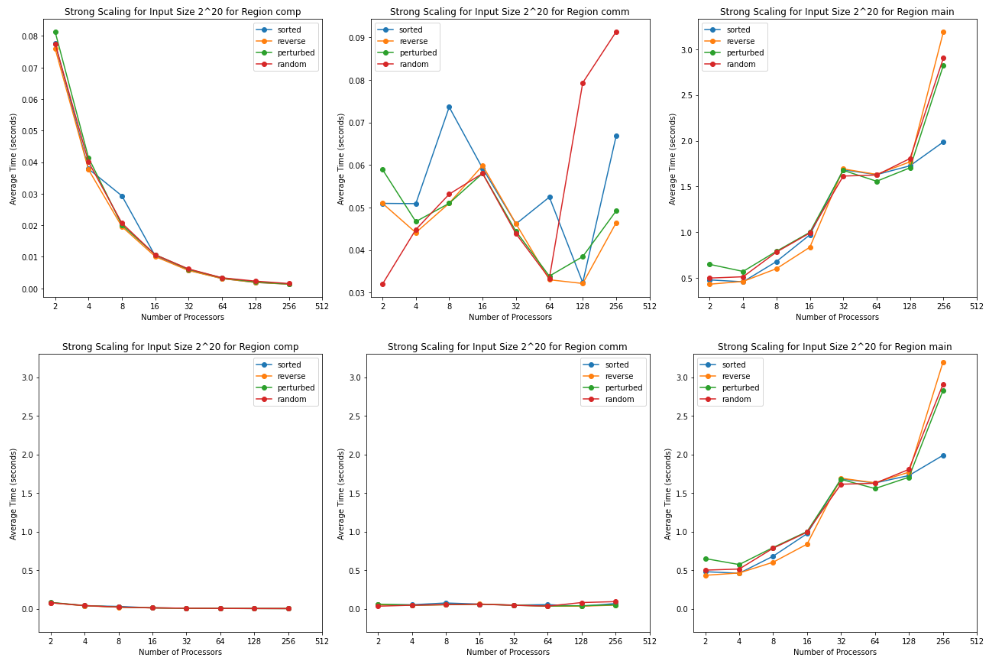 Strong Scaling for Input Size 2^20 for Region comp
Average Time (seconds)
0.08
0.07
0.06
0.05
0.04
0.03
0.02
0.01
0.00
sorted
reverse
perturbed
random
2 4 8 16 32 64 128 256 512
Number of Processors
Strong Scaling for Input Size 2^20 for Region comm
Average Time (seconds)
0.09
0.08
0.07
0.06
0.05
0.04
0.03
sorted
reverse
perturbed
random
2 4 8 16 32 64 128 256 512
Number of Processors
Strong Scaling for Input Size 2^20 for Region main
Average Time (seconds)
3.0
2.5
2.0
1.5
1.0
0.5
sorted
reverse
perturbed
random
2 4 8 16 32 64 128 256 512
Number of Processors
Strong Scaling for Input Size 2^20 for Region comp
Average Time (seconds)
3.0
2.5
2.0
1.5
1.0
0.5
0.0
sorted
reverse
perturbed
random
2 4 8 16 32 64 128 256 512
Number of Processors
Strong Scaling for Input Size 2^20 for Region comm
Average Time (seconds)
3.0
2.5
2.0
1.5
1.0
0.5
0.0
sorted
reverse
perturbed
random
2 4 8 16 32 64 128 256 512
Number of Processors
Strong Scaling for Input Size 2^20 for Region main
Average Time (seconds)
3.0
2.5
2.0
1.5
1.0
0.5
0.0
sorted
reverse
perturbed
random
2 4 8 16 32 64 128 256 512
Number of Processors